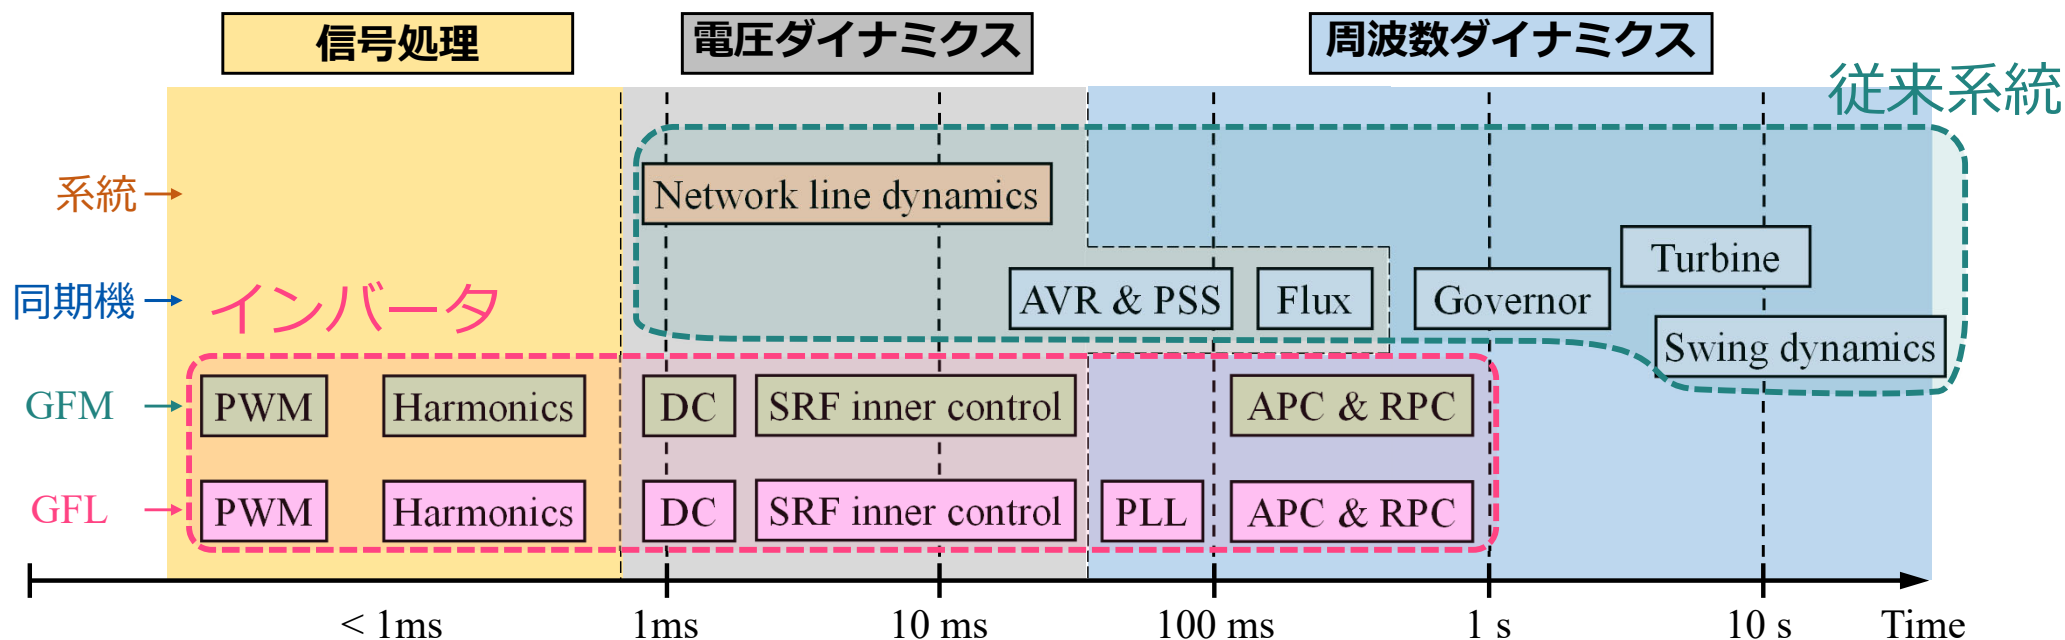 信号処理
電圧ダイナミクス
周波数ダイナミクス
従来系統
系統
Network line dynamics
Turbine
同期機
インバータ
AVR & PSS
Flux
Governor
Swing dynamics
GFM
PWM
Harmonics
DC
SRF inner control
APC & RPC
GFL
PWM
Harmonics
DC
SRF inner control
PLL
APC & RPC
< 1ms
1ms
10 ms
100 ms
1 s
10 s
Time